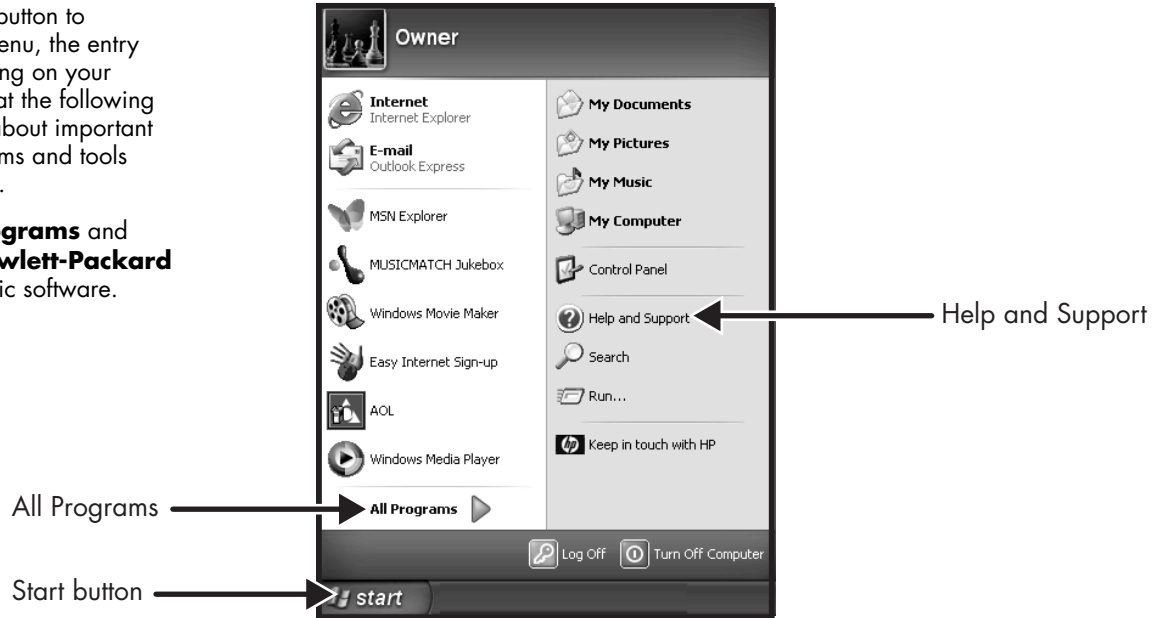 button to
enu, the entry
ng on your
at the following
about important
ms and tools
.
grams and
wlett-Packard
ic software.
Owner
Internet
Internet Explorer
E-mail
Outlook Express
MSN Explorer
MUSICMATCH Jukebox
Windows Movie Maker
Easy Internet Sign-up
AOL
Windows Media Player
All Programs
My Documents
My Pictures
My Music
My Computer
Control Panel
Help and Support
Search
Run...
hp
Keep in touch with HP
Log Off
Turn Off Computer
start
Help and Support
All Programs
Start button